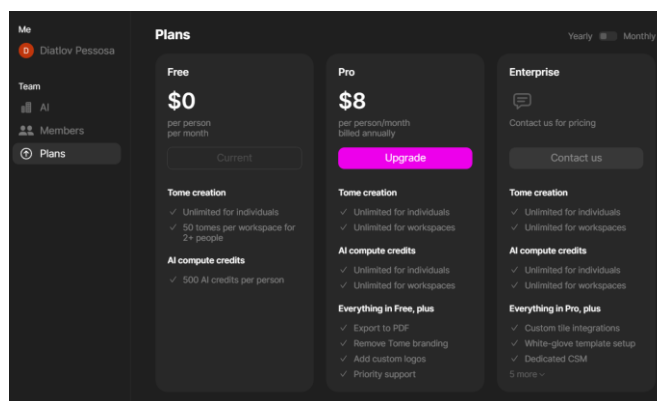 Me
D
Diatlov Pessosa
Team
AI
Members
Plans
Plans
Yearly
Monthly
Free
$0
per person
per month
Current
Tome creation
Unlimited for individuals
50 tomes per workspace for
2+ people
AI compute credits
500 AI credits per person
Pro
$8
per person/month
billed annually
Upgrade
Tome creation
Unlimited for individuals
Unlimited for workspaces
AI compute credits
Unlimited for individuals
Unlimited for workspaces
Everything in Free, plus
Export to PDF
Remove Tome branding
Add custom logos
Priority support
Enterprise
Contact us for pricing
Contact us
Tome creation
Unlimited for individuals
Unlimited for workspaces
AI compute credits
Unlimited for individuals
Unlimited for workspaces
Everything in Pro, plus
Custom tile integrations
White-glove template setup
Dedicated CSM
5 more